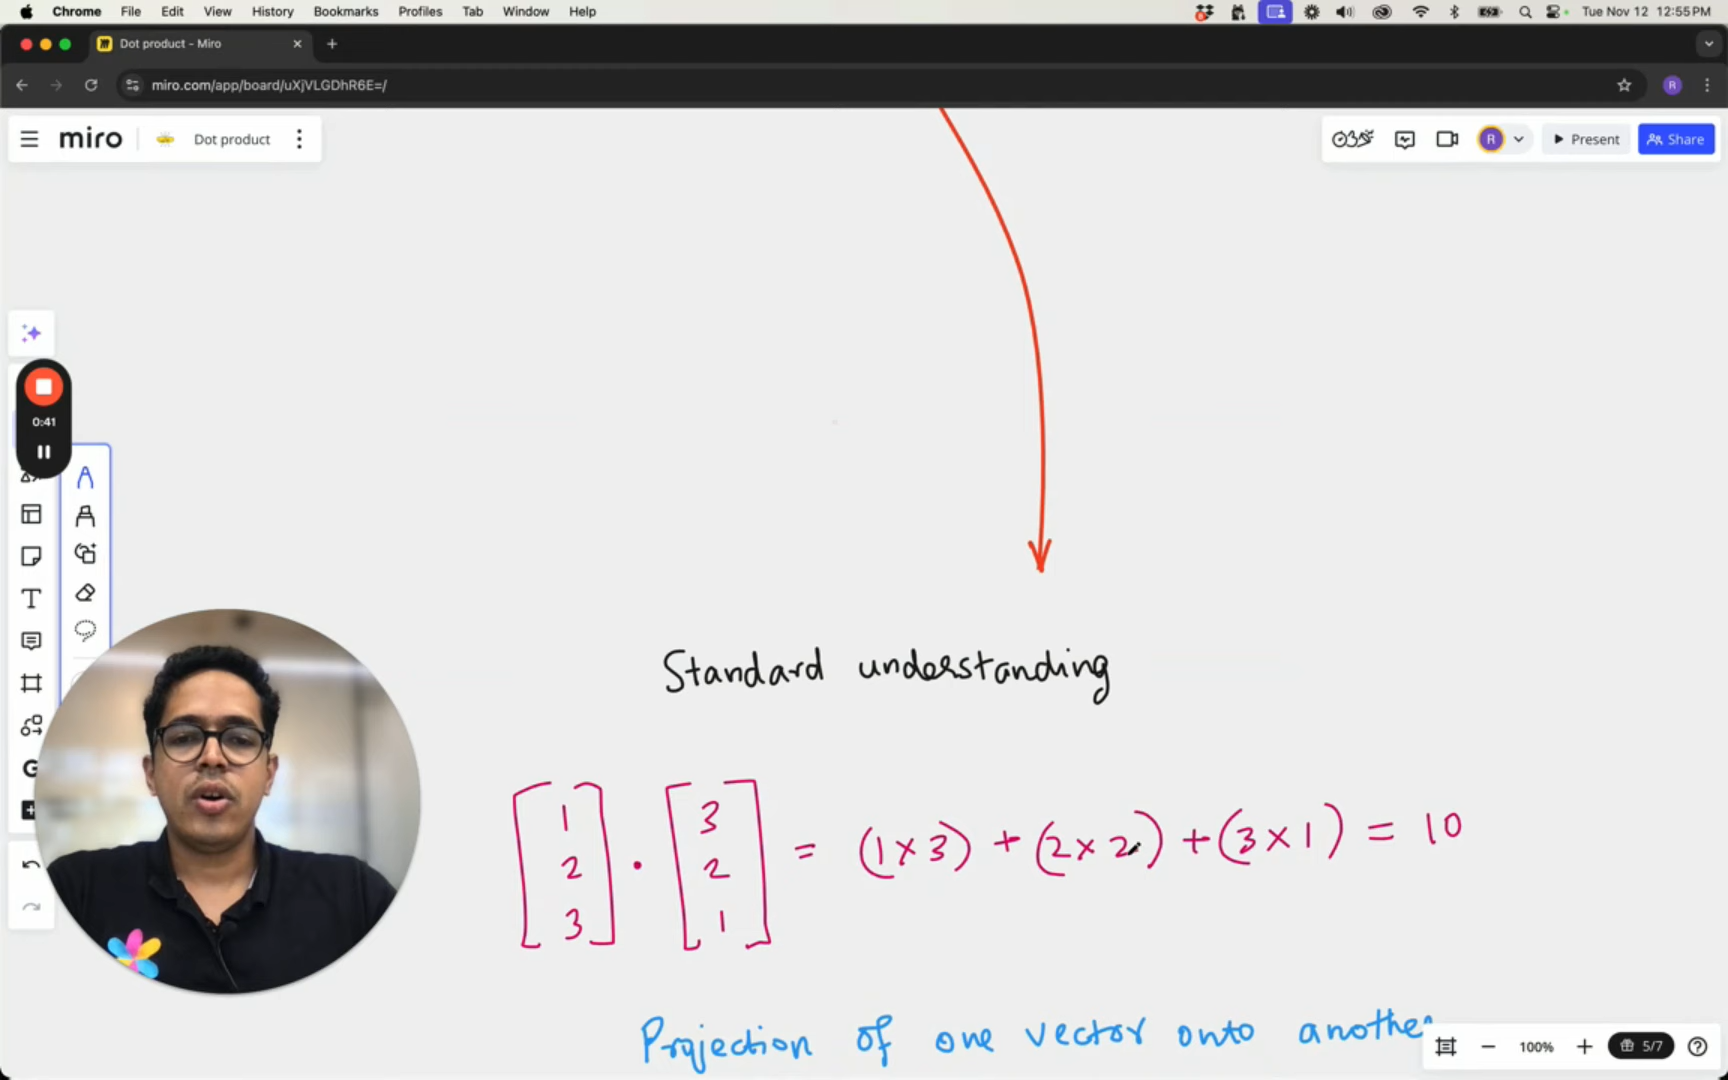 Chrome File Edit View History Bookmarks Profiles Tab Window Help Tue Nov 12 12:55 PM
Dot product - Miro
miro.com/app/board/uXjVLGDhR6E=/ R
miro Dot product R Present Share
0:41
Standard understanding
[1 2 3] · [3 2 1] = (1×3) + (2×2) + (3×1) = 10
Projection of one vector onto another
100% 5/7